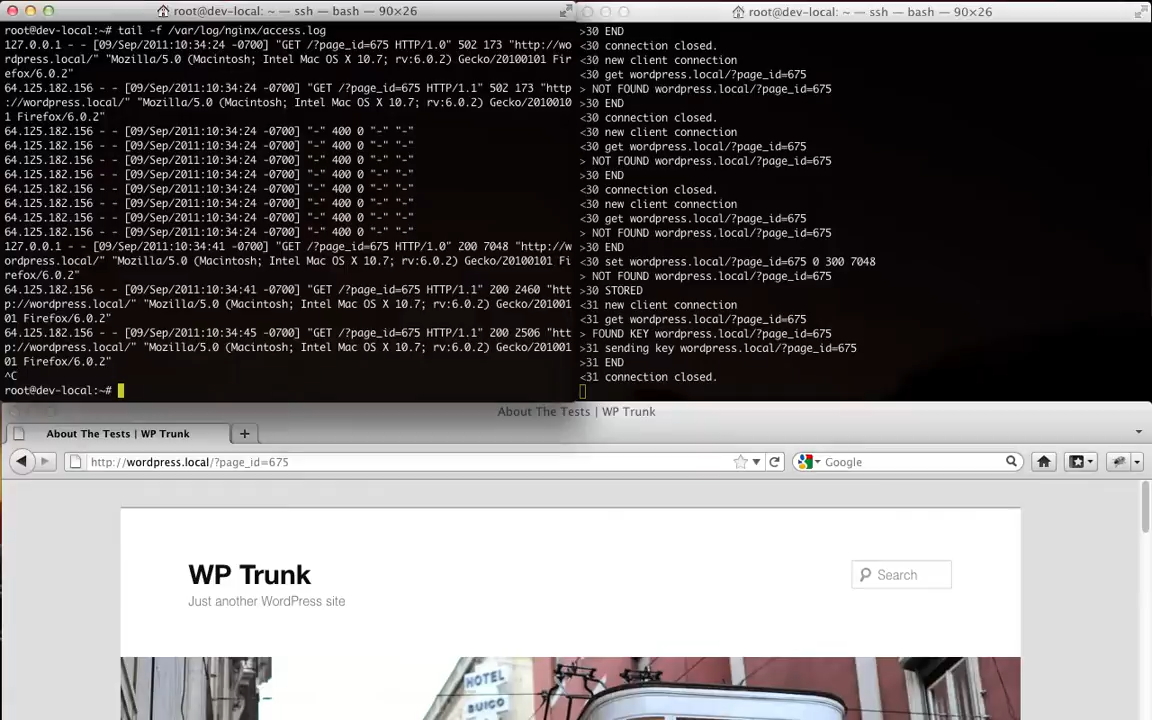 root@dev-local: ~ — ssh — bash — 90×26
root@dev-local:~# tail -f /var/log/nginx/access.log
127.0.0.1 - - [09/Sep/2011:10:34:24 -0700] "GET /?page_id=675 HTTP/1.0" 502 173 "http://wo
rdpress.local/" "Mozilla/5.0 (Macintosh; Intel Mac OS X 10.7; rv:6.0.2) Gecko/20100101 Fir
efox/6.0.2"
64.125.182.156 - - [09/Sep/2011:10:34:24 -0700] "GET /?page_id=675 HTTP/1.1" 502 173 "http
://wordpress.local/" "Mozilla/5.0 (Macintosh; Intel Mac OS X 10.7; rv:6.0.2) Gecko/2010010
1 Firefox/6.0.2"
64.125.182.156 - - [09/Sep/2011:10:34:24 -0700] "-" 400 0 "-" "-"
64.125.182.156 - - [09/Sep/2011:10:34:24 -0700] "-" 400 0 "-" "-"
64.125.182.156 - - [09/Sep/2011:10:34:24 -0700] "-" 400 0 "-" "-"
64.125.182.156 - - [09/Sep/2011:10:34:24 -0700] "-" 400 0 "-" "-"
64.125.182.156 - - [09/Sep/2011:10:34:24 -0700] "-" 400 0 "-" "-"
64.125.182.156 - - [09/Sep/2011:10:34:24 -0700] "-" 400 0 "-" "-"
64.125.182.156 - - [09/Sep/2011:10:34:24 -0700] "-" 400 0 "-" "-"
64.125.182.156 - - [09/Sep/2011:10:34:24 -0700] "-" 400 0 "-" "-"
127.0.0.1 - - [09/Sep/2011:10:34:41 -0700] "GET /?page_id=675 HTTP/1.0" 200 7048 "http://w
ordpress.local/" "Mozilla/5.0 (Macintosh; Intel Mac OS X 10.7; rv:6.0.2) Gecko/20100101 Fi
refox/6.0.2"
64.125.182.156 - - [09/Sep/2011:10:34:41 -0700] "GET /?page_id=675 HTTP/1.1" 200 2460 "htt
p://wordpress.local/" "Mozilla/5.0 (Macintosh; Intel Mac OS X 10.7; rv:6.0.2) Gecko/201001
01 Firefox/6.0.2"
64.125.182.156 - - [09/Sep/2011:10:34:45 -0700] "GET /?page_id=675 HTTP/1.1" 200 2506 "htt
p://wordpress.local/" "Mozilla/5.0 (Macintosh; Intel Mac OS X 10.7; rv:6.0.2) Gecko/201001
01 Firefox/6.0.2"
^C
root@dev-local:~#
root@dev-local: ~ — ssh — bash — 90×26
>30 END
<30 connection closed.
<30 new client connection
<30 get wordpress.local/?page_id=675
> NOT FOUND wordpress.local/?page_id=675
>30 END
<30 connection closed.
<30 new client connection
<30 get wordpress.local/?page_id=675
> NOT FOUND wordpress.local/?page_id=675
>30 END
<30 connection closed.
<30 new client connection
<30 get wordpress.local/?page_id=675
> NOT FOUND wordpress.local/?page_id=675
>30 END
<30 set wordpress.local/?page_id=675 0 300 7048
> NOT FOUND wordpress.local/?page_id=675
>30 STORED
<31 new client connection
<31 get wordpress.local/?page_id=675
> FOUND KEY wordpress.local/?page_id=675
>31 sending key wordpress.local/?page_id=675
>31 END
<31 connection closed.
About The Tests | WP Trunk
About The Tests | WP Trunk
http://wordpress.local/?page_id=675
Google
WP Trunk
Search
Just another WordPress site
HOTEL
SUIÇO